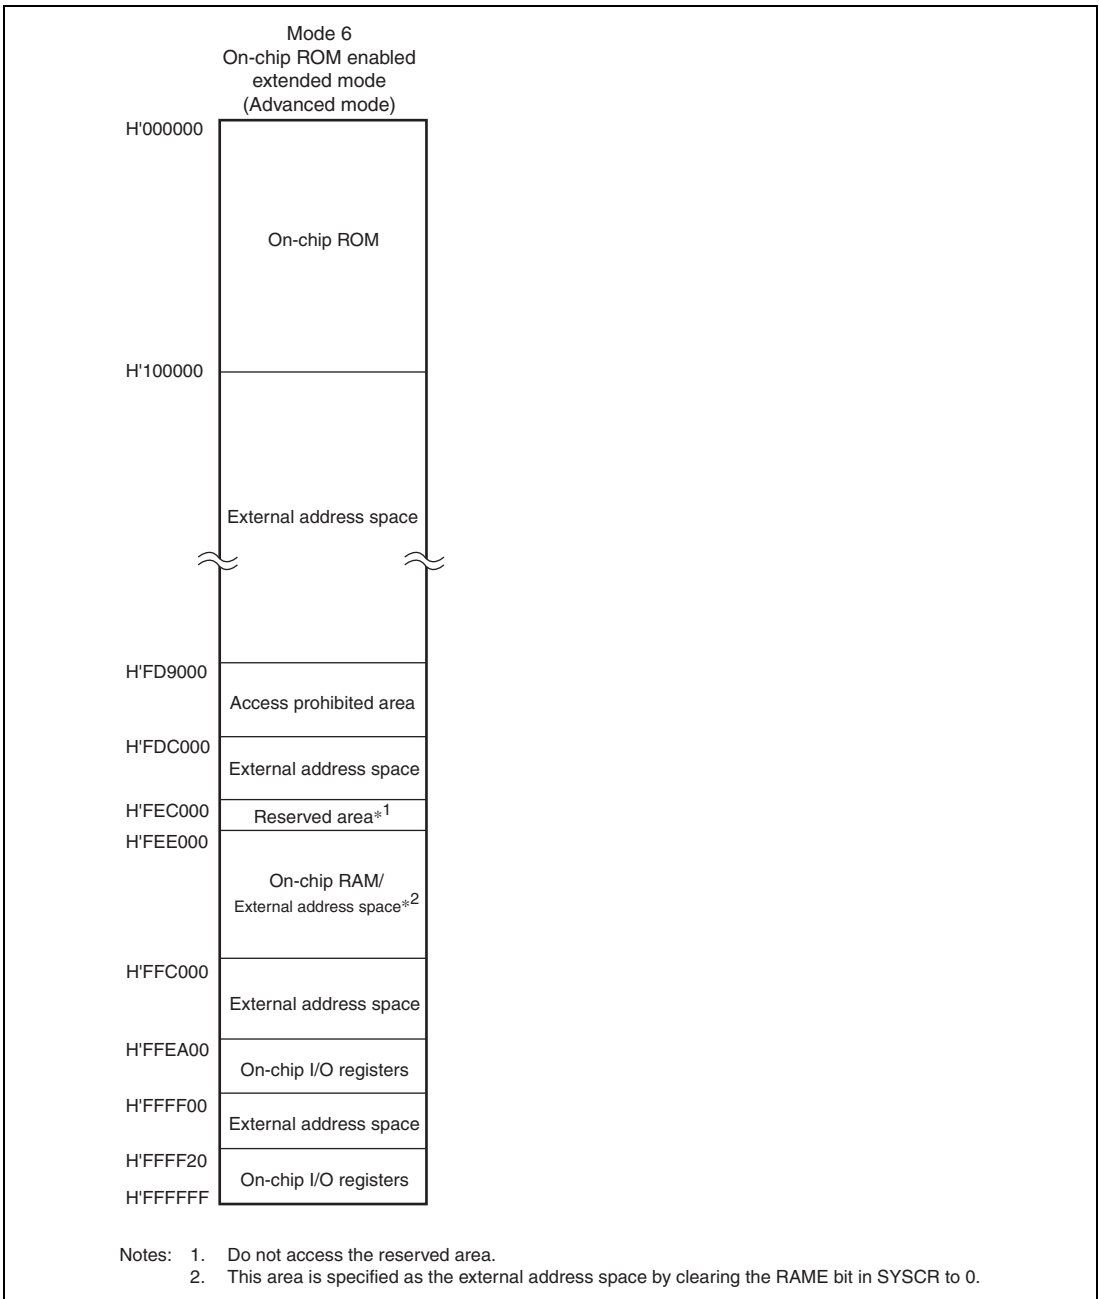 Mode 6
On-chip ROM enabled
extended mode
(Advanced mode)
H'000000
On-chip ROM
H'100000
External address space
H'FD9000
Access prohibited area
H'FDC000
External address space
H'FEC000
Reserved area*1
H'FEE000
On-chip RAM/
External address space*2
H'FFC000
External address space
H'FFEA00
On-chip I/O registers
H'FFFF00
External address space
H'FFFF20
On-chip I/O registers
H'FFFFFF
Notes: 1. Do not access the reserved area.
2. This area is specified as the external address space by clearing the RAME bit in SYSCR to 0.